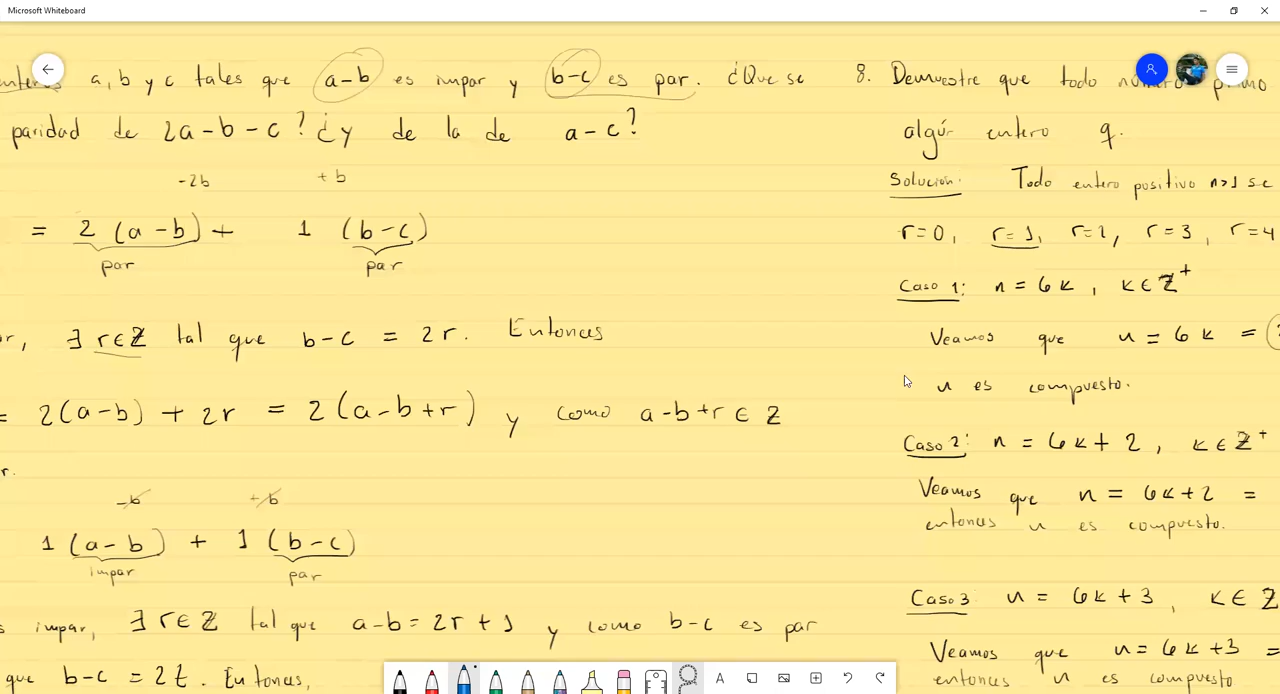 Microsoft Whiteboard
a, b y c tales que a-b es impar y b-c es par. ¿Que se
paridad de 2a-b-c? ¿y de la de a-c?
-2b +b
= 2 (a-b) + 1 (b-c)
par par
∃ r∈ℤ tal que b-c = 2r. Entonces
= 2(a-b) + 2r = 2(a-b+r) y como a-b+r ∈ ℤ
r.
-b +b
1 (a-b) + 1 (b-c)
impar par
impar, ∃ r∈ℤ tal que a-b=2r+1 y como b-c es par
que b-c = 2t. Entonces,
8. Demuestre que todo número primo
algún entero q.
Solución: Todo entero positivo n>1 se
r=0, r=1, r=2, r=3, r=4
Caso 1: n = 6k, k∈ℤ+
Veamos que n = 6k =
n es compuesto.
Caso 2: n = 6k+2, k∈ℤ+
Veamos que n = 6k+2 =
entonces n es compuesto.
Caso 3: n = 6k+3, k∈ℤ
Veamos que n=6k+3 =
entonces n es compuesto